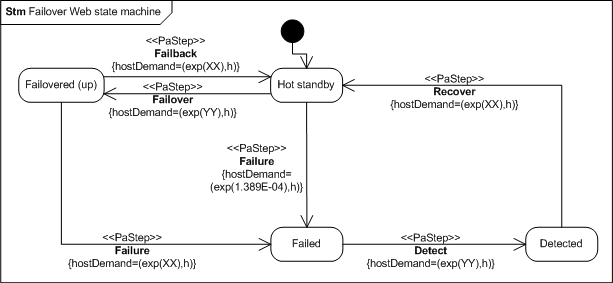 Stm Failover Web state machine
<<PaStep>>
Failback
{hostDemand=(exp(XX),h)}
Failovered (up)
Hot standby
<<PaStep>>
Failover
{hostDemand=(exp(YY),h)}
<<PaStep>>
Recover
{hostDemand=(exp(XX),h)}
<<PaStep>>
Failure
{hostDemand=
(exp(1.389E-04),h)}
<<PaStep>>
Failure
{hostDemand=(exp(XX),h)}
Failed
<<PaStep>>
Detect
{hostDemand=(exp(YY),h)}
Detected